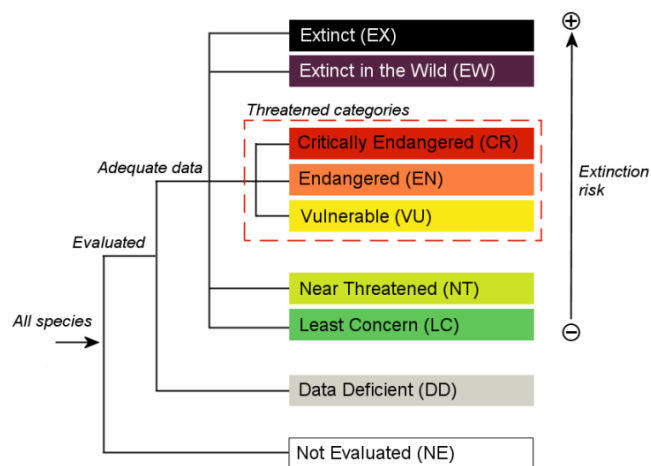 Extinct (EX)
Extinct in the Wild (EW)
Threatened categories
Critically Endangered (CR)
Adequate data
Endangered (EN)
Extinction
risk
Vulnerable (VU)
Evaluated
Near Threatened (NT)
All species
Least Concern (LC)
Data Deficient (DD)
Not Evaluated (NE)